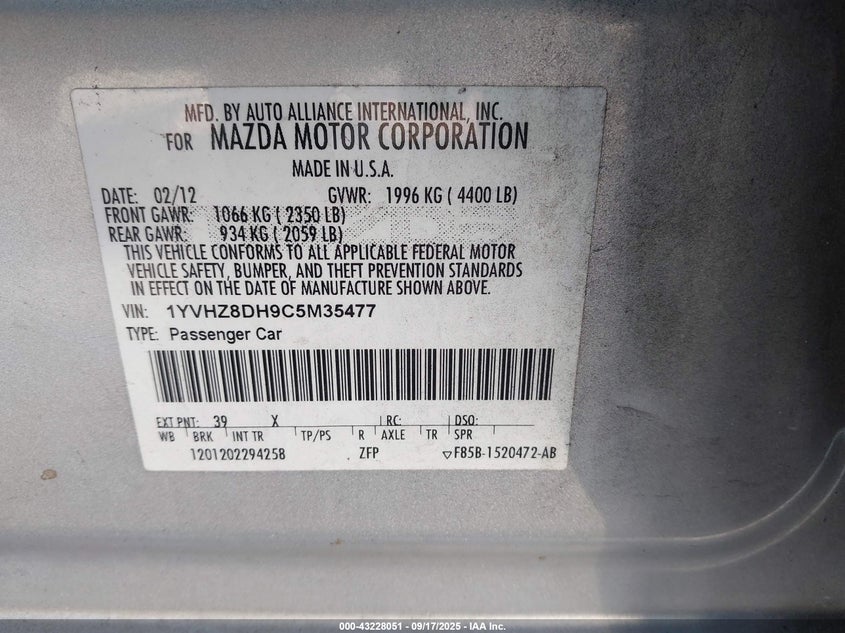 MFD. BY AUTO ALLIANCE INTERNATIONAL, INC.
FOR MAZDA MOTOR CORPORATION
MADE IN U.S.A.
DATE: 02/12 GVWR: 1996 KG ( 4400 LB)
FRONT GAWR: 1066 KG ( 2350 LB)
REAR GAWR: 934 KG ( 2059 LB)
THIS VEHICLE CONFORMS TO ALL APPLICABLE FEDERAL MOTOR
VEHICLE SAFETY, BUMPER, AND THEFT PREVENTION STANDARDS
IN EFFECT ON THE DATE OF MANUFACTURE SHOWN ABOVE.
VIN: 1YVHZ8DH9C5M35477
TYPE: Passenger Car
EXT PNT: 39 X RC: DSO:
WB BRK INT TR TP/PS R AXLE TR SPR
1201202294258 ZFP ▽F85B-1520472-AB
000-43228051 - 09/17/2025 - IAA Inc.